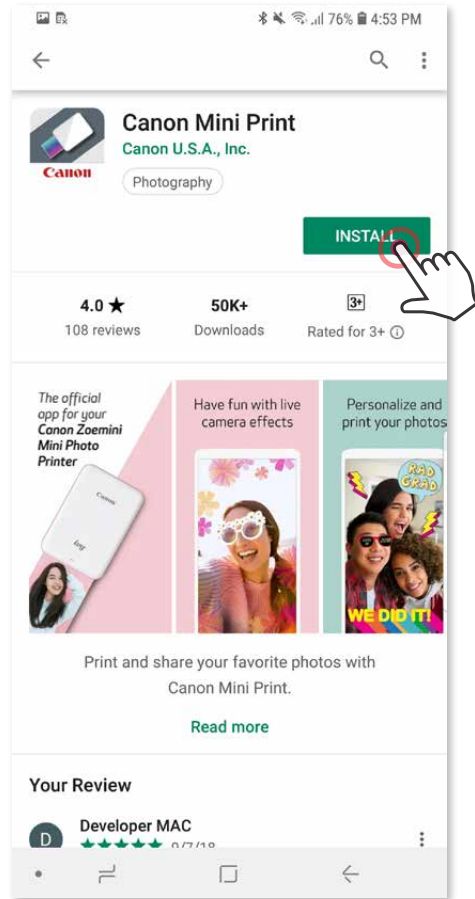 76% 4:53 PM
Canon Mini Print
Canon U.S.A., Inc.
Canon
Photography
INSTALL
4.0 ★ 50K+ 3+
108 reviews Downloads Rated for 3+
The official
app for your
Canon Zoemini
Mini Photo
Printer
Canon
Have fun with live
camera effects
Personalize and
print your photos
RAD
GRAD
WE DID IT!
Print and share your favorite photos with
Canon Mini Print.
Read more
Your Review
D
Developer MAC
★★★★★ 9/7/18